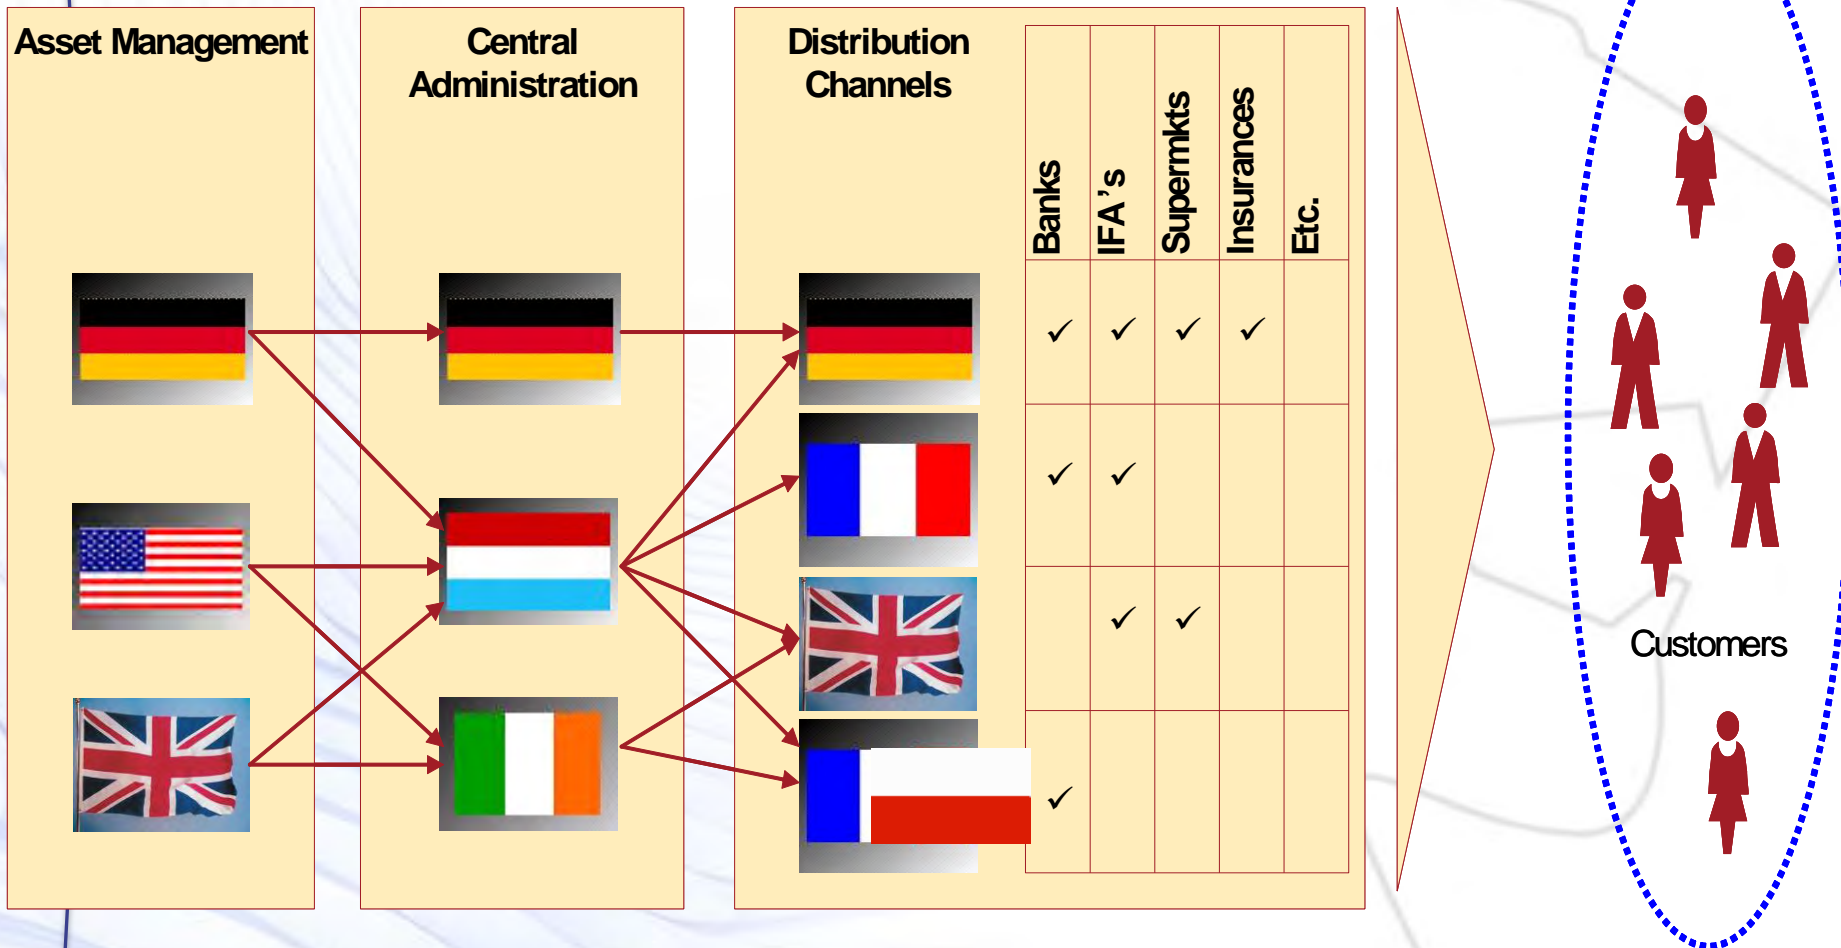 Asset Management
Central
Administration
Distribution
Channels
Banks
IFA's
Supermkts
Insurances
Etc.
Customers